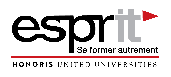 esprit
Se former autrement
HONORIS UNITED UNIVERSITIES